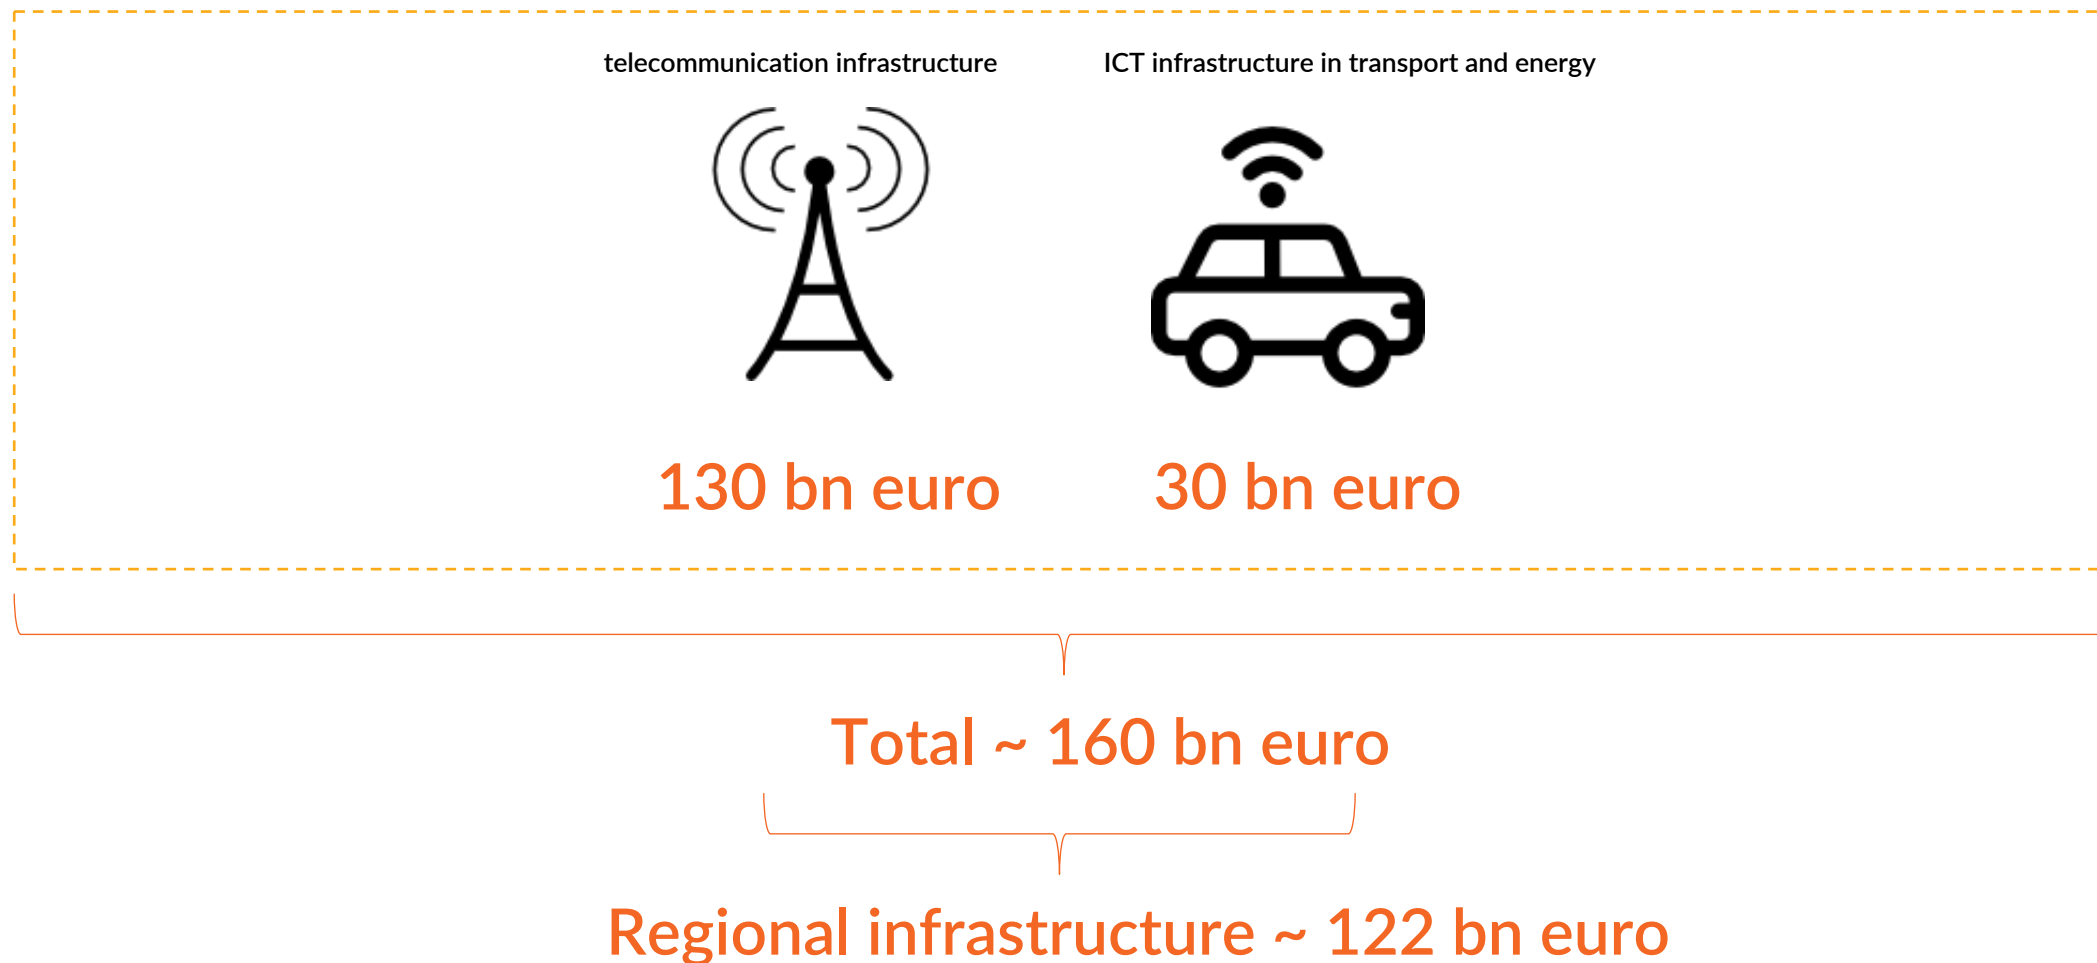 telecommunication infrastructure
ICT infrastructure in transport and energy
130 bn euro
30 bn euro
Total ~ 160 bn euro
Regional infrastructure ~ 122 bn euro